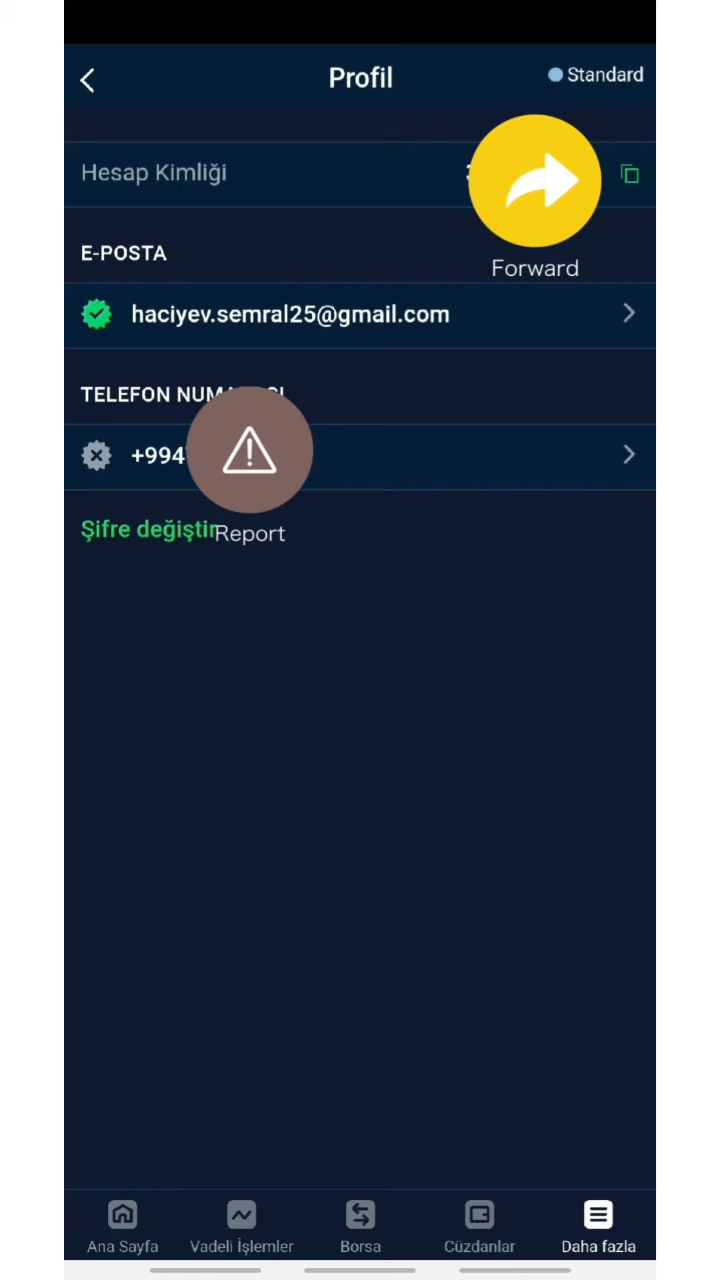 Profil
Standard
Hesap Kimliği
Forward
E-POSTA
haciyev.semral25@gmail.com
TELEFON
+994
Report
Şifre değiştir
Ana Sayfa
Vadeli İşlemler
Borsa
Cüzdanlar
Daha fazla